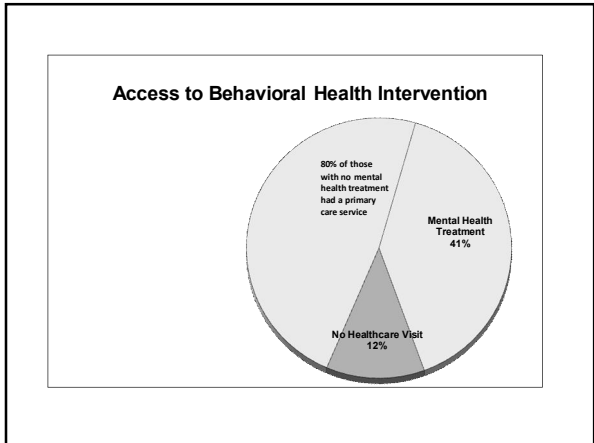 Access to Behavioral Health Intervention
80% of those
with no mental
health treatment
had a primary
care service
Mental Health
Treatment
41%
No Healthcare Visit
12%